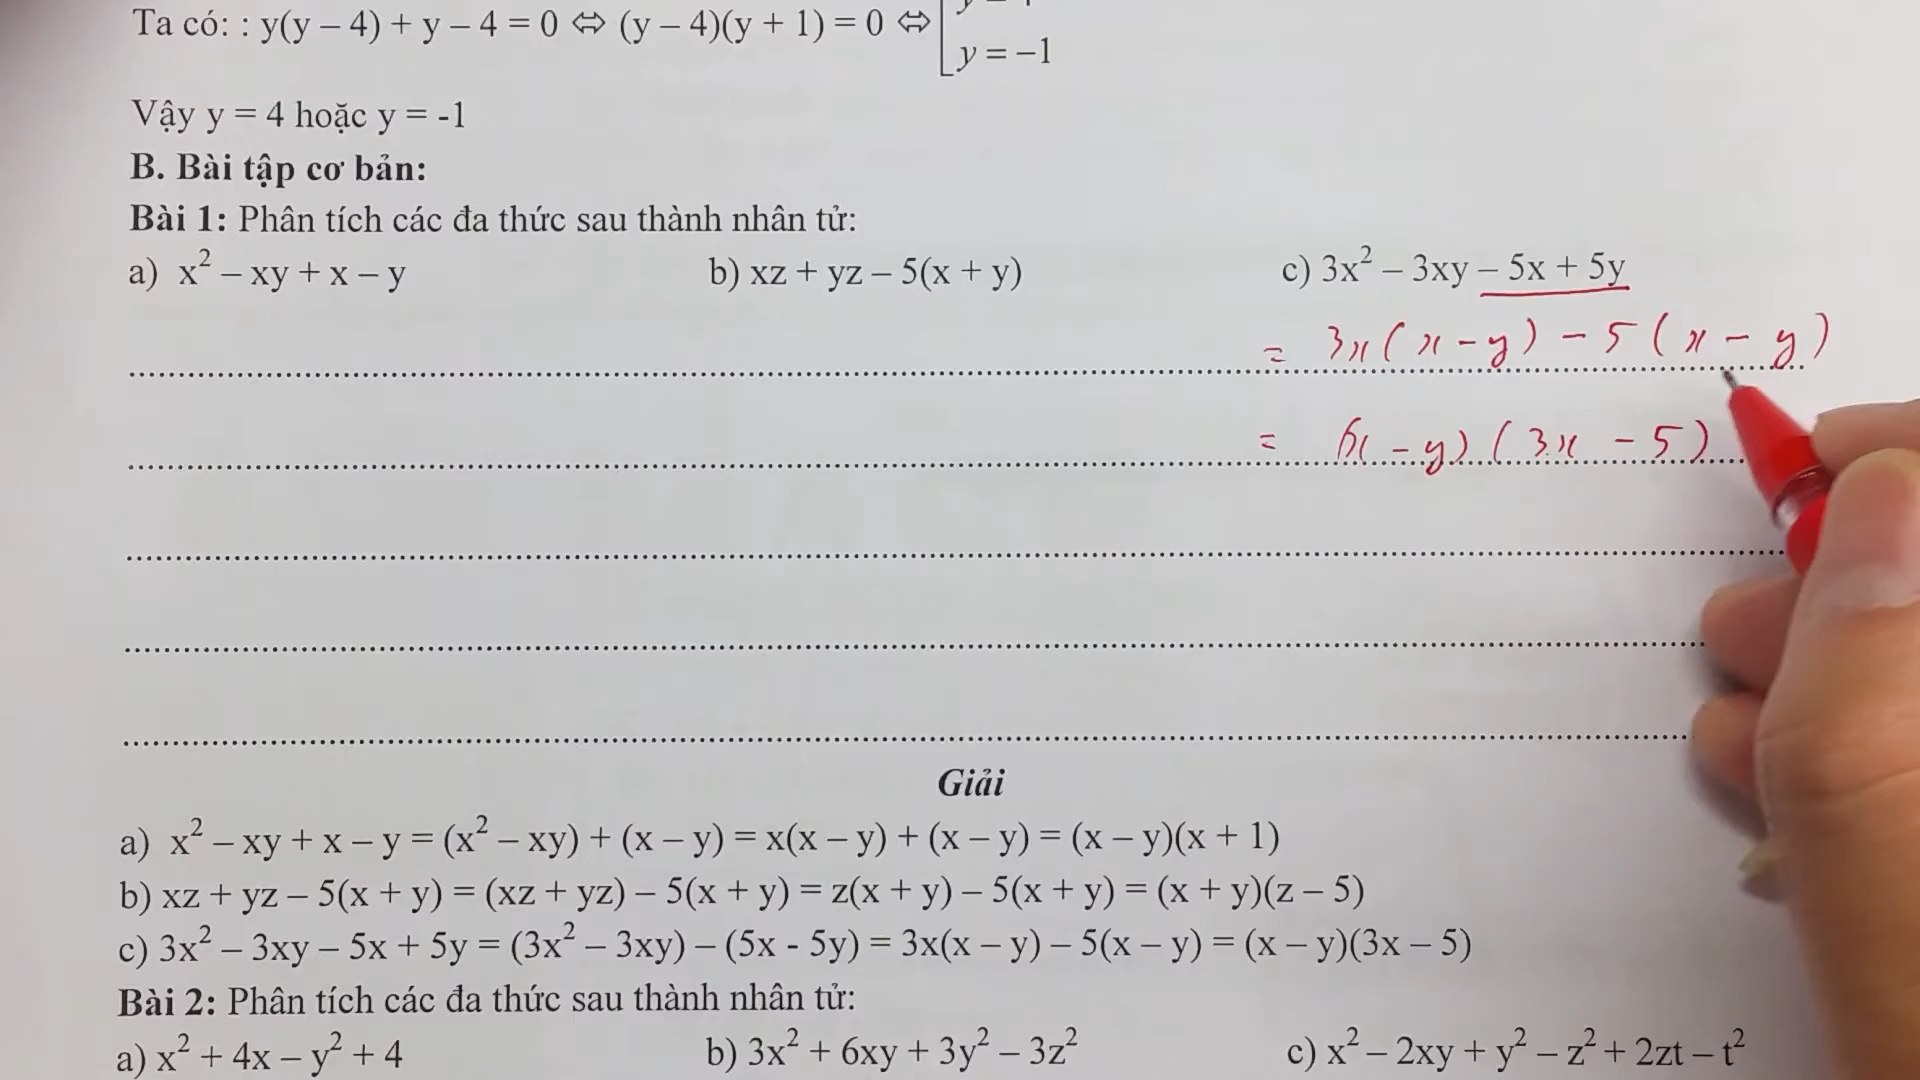 Ta có: : y(y – 4) + y – 4 = 0 ⇔ (y – 4)(y + 1) = 0 ⇔
y = –1
Vậy y = 4 hoặc y = -1
B. Bài tập cơ bản:
Bài 1: Phân tích các đa thức sau thành nhân tử:
a) x² – xy + x – y b) xz + yz – 5(x + y) c) 3x² – 3xy – 5x + 5y
= 3x(x – y) – 5(x – y)
= (x – y)(3x – 5)
Giải
a) x² – xy + x – y = (x² – xy) + (x – y) = x(x – y) + (x – y) = (x – y)(x + 1)
b) xz + yz – 5(x + y) = (xz + yz) – 5(x + y) = z(x + y) – 5(x + y) = (x + y)(z – 5)
c) 3x² – 3xy – 5x + 5y = (3x² – 3xy) – (5x - 5y) = 3x(x – y) – 5(x – y) = (x – y)(3x – 5)
Bài 2: Phân tích các đa thức sau thành nhân tử:
a) x² + 4x – y² + 4 b) 3x² + 6xy + 3y² – 3z² c) x² – 2xy + y² – z² + 2zt – t²